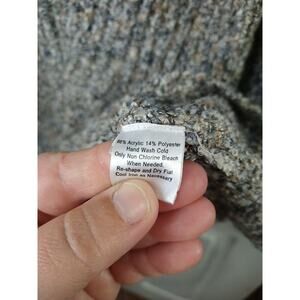 86% Acrylic 14% Polyester
Hand Wash Cold
Only Non Chlorine Bleach
When Needed.
Re-shape and Dry Flat
Cool Iron as Necessary